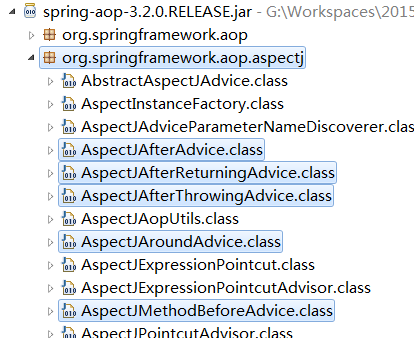 spring-aop-3.2.0.RELEASE.jar - G:\Workspaces\2015
org.springframework.aop
org.springframework.aop.aspectj
AbstractAspectJAdvice.class
AspectInstanceFactory.class
AspectJAdviceParameterNameDiscoverer.clas
AspectJAfterAdvice.class
AspectJAfterReturningAdvice.class
AspectJAfterThrowingAdvice.class
AspectJAopUtils.class
AspectJAroundAdvice.class
AspectJExpressionPointcut.class
AspectJExpressionPointcutAdvisor.class
AspectJMethodBeforeAdvice.class
AspectJPointcutAdvisor.class